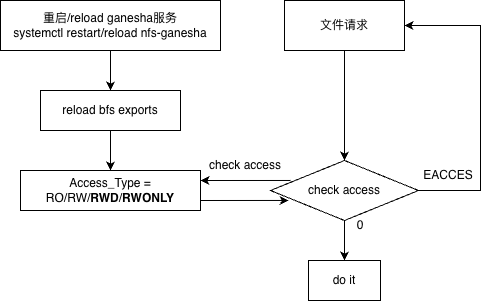 重启/reload ganesha服务
systemctl restart/reload nfs-ganesha
文件请求
reload bfs exports
check access
Access_Type =
RO/RW/RWD/RWONLY
check access
EACCES
0
do it